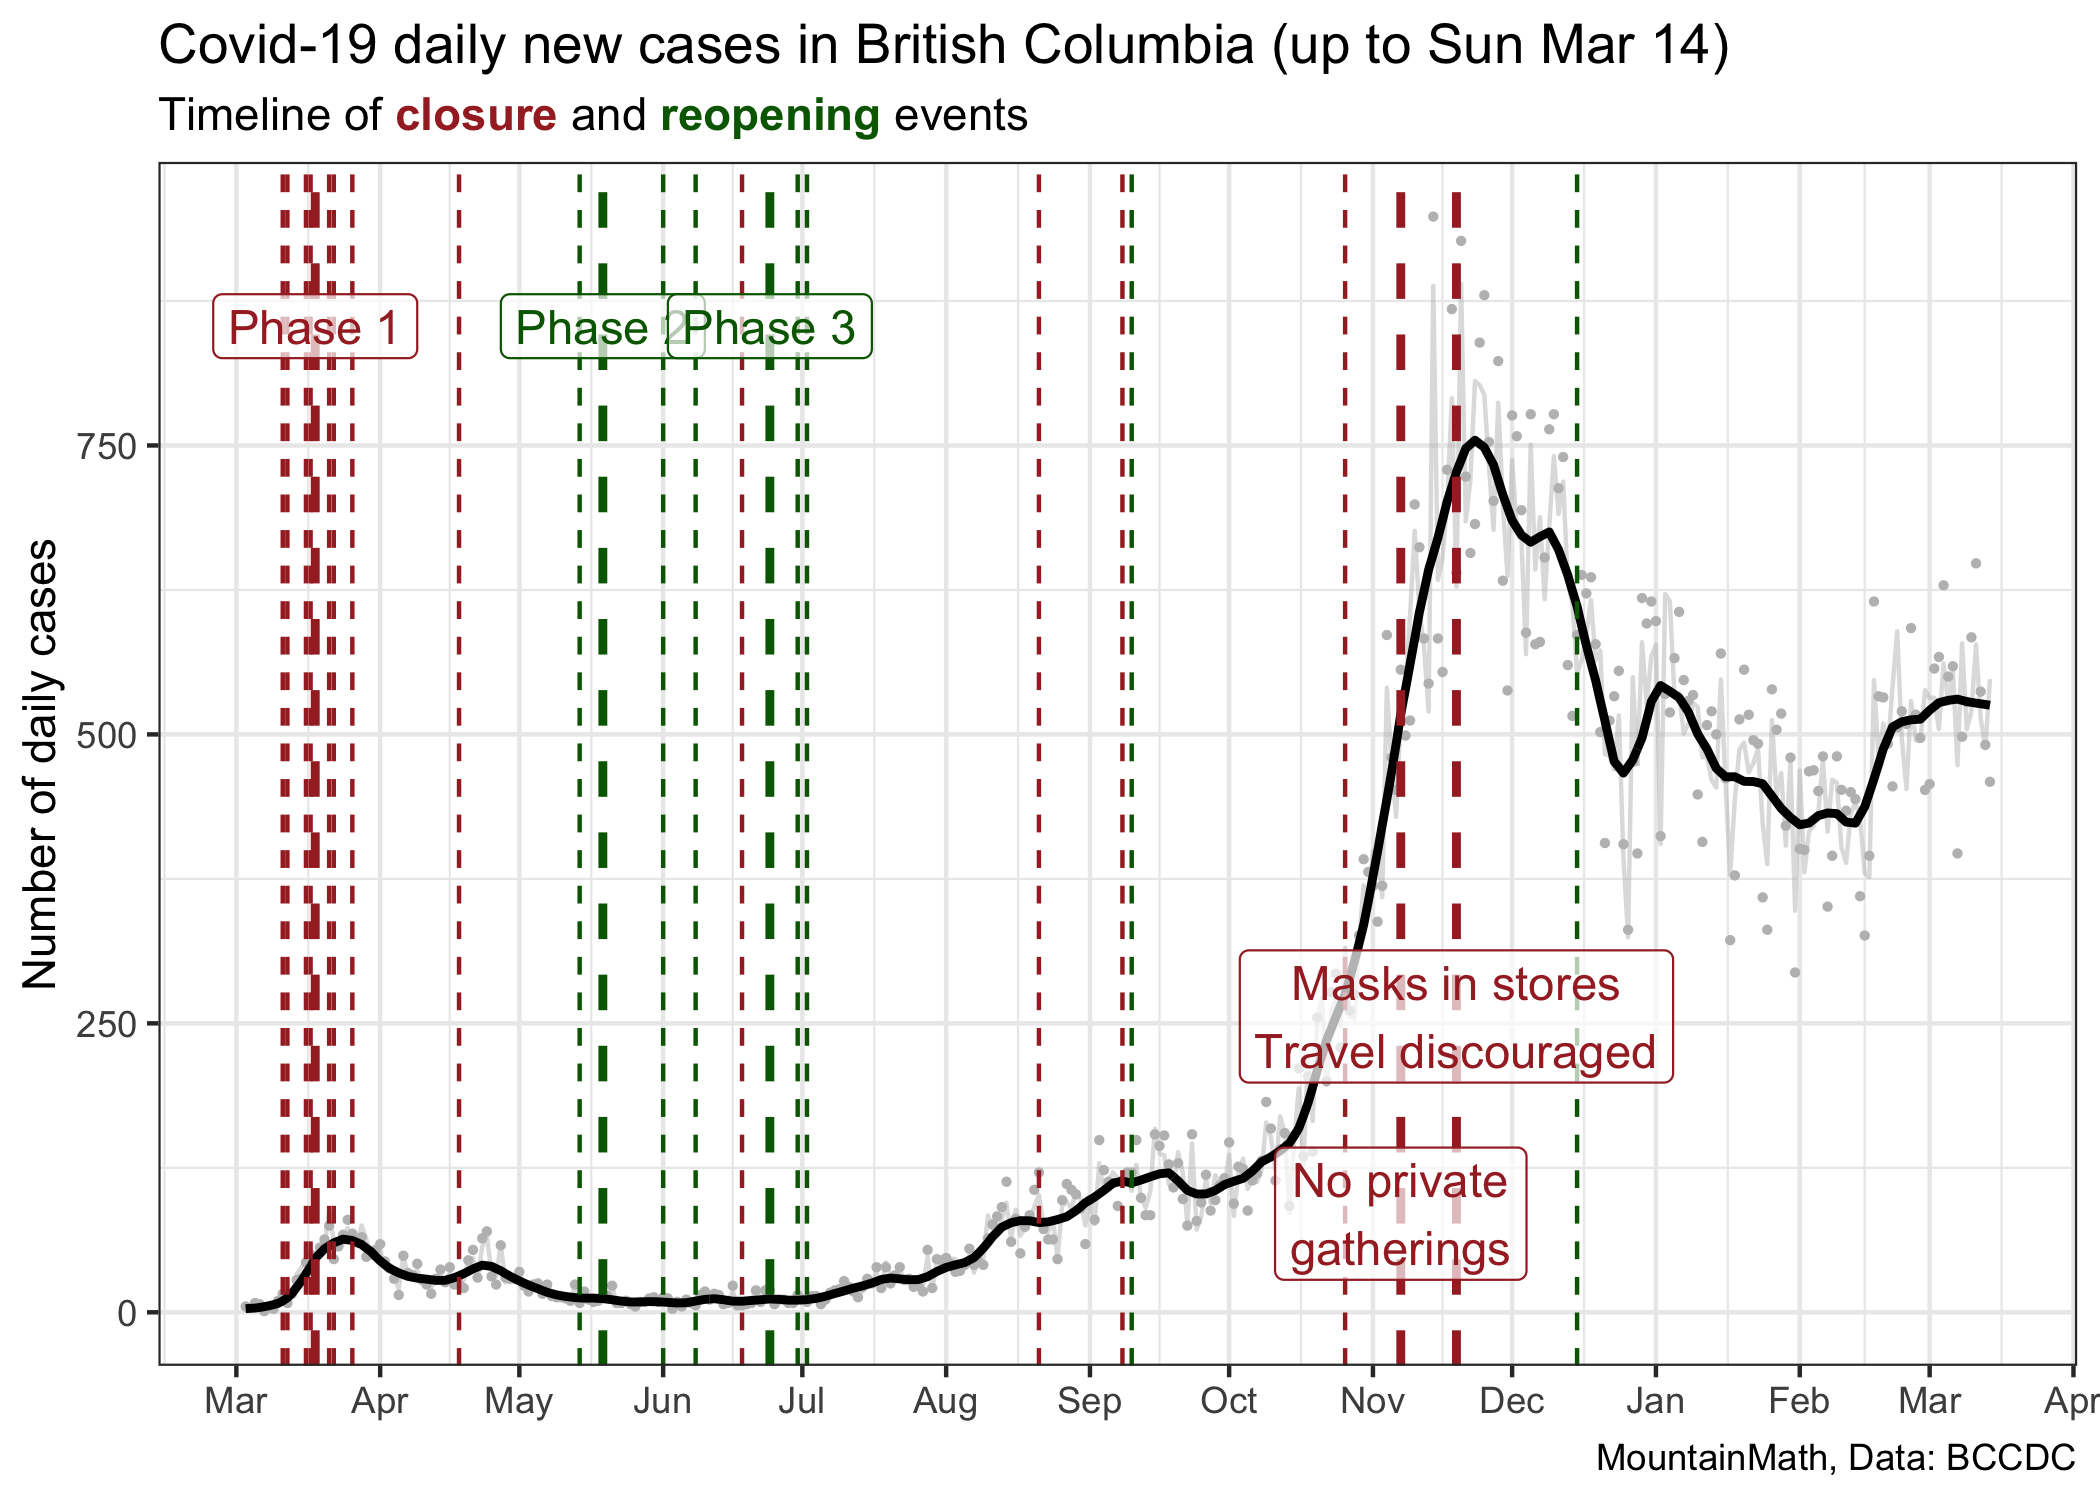 Covid-19 daily new cases in British Columbia (up to Sun Mar 14)
Timeline of closure and reopening events
Number of daily cases
750
500
250
0
Phase 1
Phase 2
Phase 3
Masks in stores
Travel discouraged
No private
gatherings
Mar Apr May Jun Jul Aug Sep Oct Nov Dec Jan Feb Mar Apr
MountainMath, Data: BCCDC